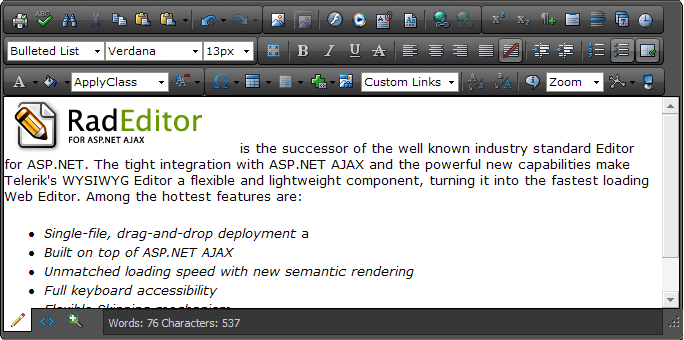 Bulleted List Verdana 13px B I U A
A ApplyClass Custom Links Zoom
RadEditor
FOR ASP.NET AJAX
is the successor of the well known industry standard Editor
for ASP.NET. The tight integration with ASP.NET AJAX and the powerful new capabilities make
Telerik's WYSIWYG Editor a flexible and lightweight component, turning it into the fastest loading
Web Editor. Among the hottest features are:
• Single-file, drag-and-drop deployment a
• Built on top of ASP.NET AJAX
• Unmatched loading speed with new semantic rendering
• Full keyboard accessibility
• Flexible Skinning mechanism
Words: 76 Characters: 537